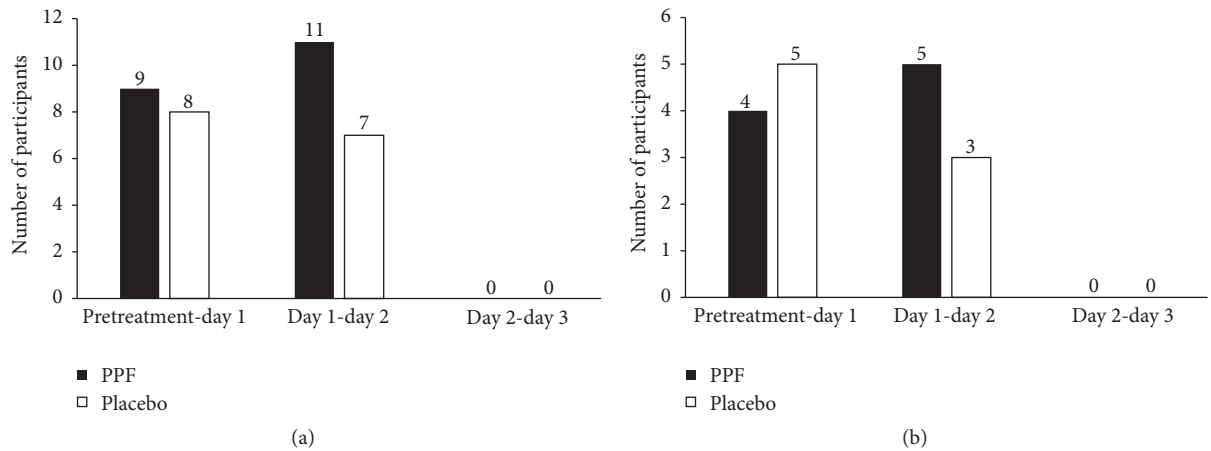 Number of participants
12
10
8
6
4
2
0
9
8
11
7
0
0
Pretreatment-day 1
Day 1-day 2
Day 2-day 3
PPF
Placebo
(a)
Number of participants
6
5
4
3
2
1
0
4
5
5
3
0
0
Pretreatment-day 1
Day 1-day 2
Day 2-day 3
PPF
Placebo
(b)